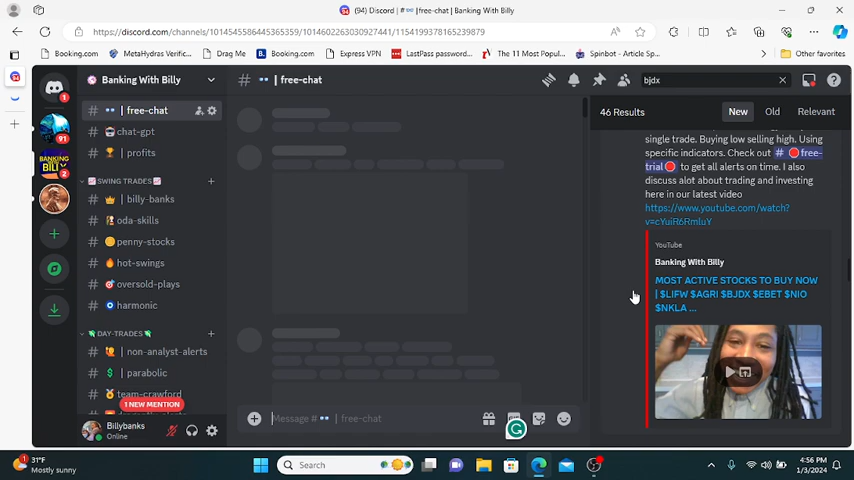 (94) Discord | #👀|free-chat | Banking With Billy
https://discord.com/channels/1014545586445365359/1014602263030927441/1154199378165239879
Booking.com
MetaHydras Verific...
Drag Me
Booking.com
Express VPN
LastPass password...
The 11 Most Popul...
Spinbot - Article Sp...
Other favorites
Banking With Billy
# 👀 | free-chat
bjdx
free-chat
chat-gpt
| profits
SWING TRADES
| billy-banks
oda-skills
penny-stocks
hot-swings
oversold-plays
harmonic
DAY-TRADES
| non-analyst-alerts
| parabolic
team-crawford
1 NEW MENTION
Billybanks
Online
Message #👀 | free-chat
46 Results
New
Old
Relevant
single trade. Buying low selling high. Using
specific indicators. Check out # 🔴free-
trial🔴 to get all alerts on time. I also
discuss alot about trading and investing
here in our latest video
https://www.youtube.com/watch?
v=cYuiR6RmluY
YouTube
Banking With Billy
MOST ACTIVE STOCKS TO BUY NOW
| $LIFW $AGRI $BJDX $EBET $NIO
$NKLA ...
31°F
Mostly sunny
Search
4:56 PM
1/3/2024